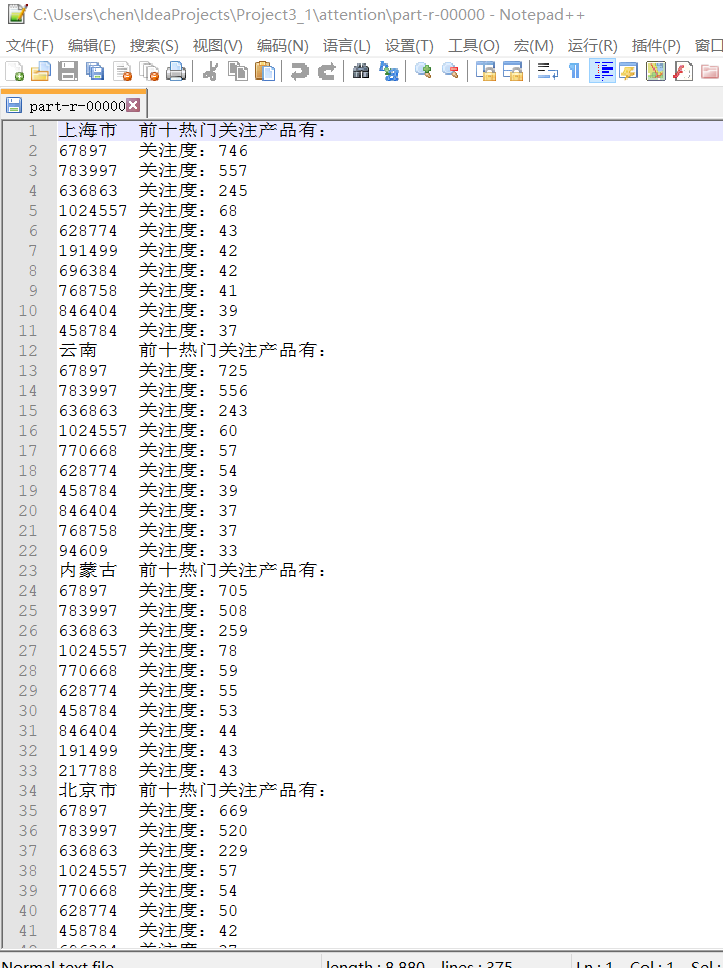 C:\Users\chen\IdeaProjects\Project3_1\attention\part-r-00000 - Notepad++
文件(F) 编辑(E) 搜索(S) 视图(V) 编码(N) 语言(L) 设置(T) 工具(O) 宏(M) 运行(R) 插件(P) 窗口
part-r-00000
1 上海市 前十热门关注产品有：
2 67897 关注度：746
3 783997 关注度：557
4 636863 关注度：245
5 1024557 关注度：68
6 628774 关注度：43
7 191499 关注度：42
8 696384 关注度：42
9 768758 关注度：41
10 846404 关注度：39
11 458784 关注度：37
12 云南 前十热门关注产品有：
13 67897 关注度：725
14 783997 关注度：556
15 636863 关注度：243
16 1024557 关注度：60
17 770668 关注度：57
18 628774 关注度：54
19 458784 关注度：39
20 846404 关注度：37
21 768758 关注度：37
22 94609 关注度：33
23 内蒙古 前十热门关注产品有：
24 67897 关注度：705
25 783997 关注度：508
26 636863 关注度：259
27 1024557 关注度：78
28 770668 关注度：59
29 628774 关注度：55
30 458784 关注度：53
31 846404 关注度：44
32 191499 关注度：43
33 217788 关注度：43
34 北京市 前十热门关注产品有：
35 67897 关注度：669
36 783997 关注度：520
37 636863 关注度：229
38 1024557 关注度：57
39 770668 关注度：54
40 628774 关注度：50
41 458784 关注度：42
Normal text file length : 8,880 lines : 375 Ln : 1 Col : 1 Sel :